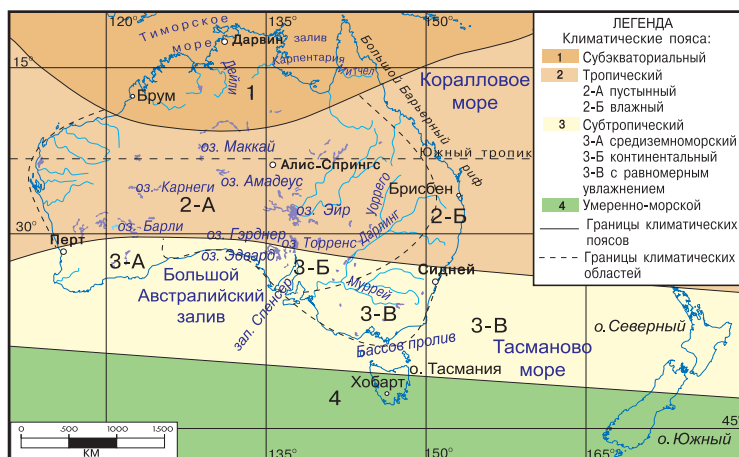 120°
135°
150°
Тиморское
море
Дарвин
залив
Карпентария
Митчел
15°
Дейли
1
Брум
Большой Барьерный
риф
Коралловое
море
оз. Маккай
Алис-Спрингс
Южный тропик
оз. Амадеус
оз. Карнеги
2-А
оз. Эйр
Уоррего
Брисбен
2-Б
оз. Барли
оз. Гэрднер
оз. Торренс
Дарлинг
30°
Перт
оз. Эдвард
3-А
3-Б
Большой
Австралийский
залив
зал. Спенсер
Муррей
Сидней
3-В
3-В
о. Северный
Бассов пролив
Тасманово
море
о. Тасмания
Хобарт
4
45°
о. Южный
0 500 1000 1500
КМ
135°
150°
165°
ЛЕГЕНДА
Климатические пояса:
1 Субэкваториальный
2 Тропический
2-А пустынный
2-Б влажный
3 Субтропический
3-А средиземноморский
3-Б континентальный
3-В с равномерным
увлажнением
4 Умеренно-морской
Границы климатических
поясов
Границы климатических
областей